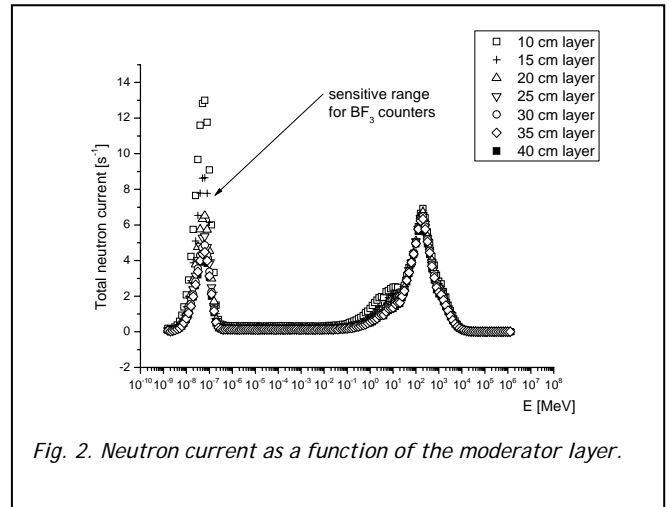 10 cm layer
15 cm layer
20 cm layer
25 cm layer
30 cm layer
35 cm layer
40 cm layer
sensitive range
for BF₃ counters
Total neutron current [s⁻¹]
14
12
10
8
6
4
2
0
-2
10⁻¹⁰ 10⁻⁹ 10⁻⁸ 10⁻⁷ 10⁻⁶ 10⁻⁵ 10⁻⁴ 10⁻³ 10⁻² 10⁻¹ 10⁰ 10¹ 10² 10³ 10⁴ 10⁵ 10⁶ 10⁷ 10⁸
E [MeV]
Fig. 2. Neutron current as a function of the moderator layer.